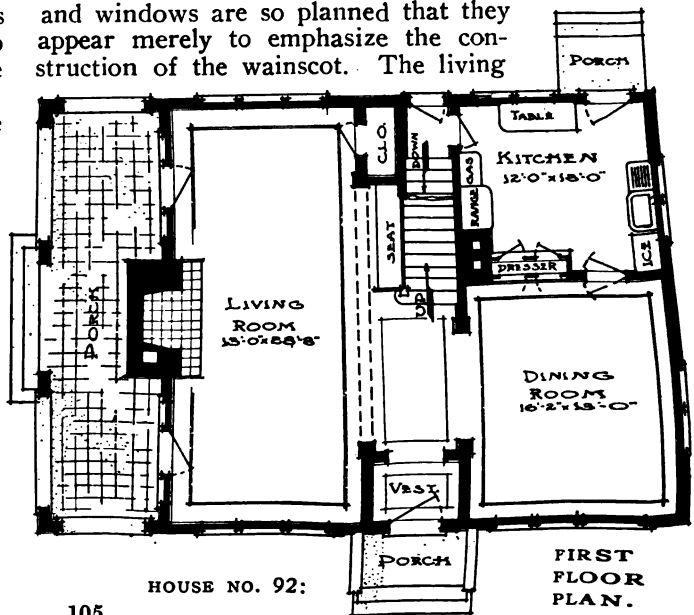 and windows are so planned that they
appear merely to emphasize the con-
struction of the wainscot. The living
PORCH
TABLE
CLO.
DOWN
KITCHEN
12'-0"x18'-0"
GAS
RANGE
SEAT
ICE
DRESSER
UP
PORCH
LIVING
ROOM
DINING
ROOM
16'-2"x13'-0"
VEST.
PORCH
FIRST
FLOOR
PLAN.
HOUSE NO. 92:
105